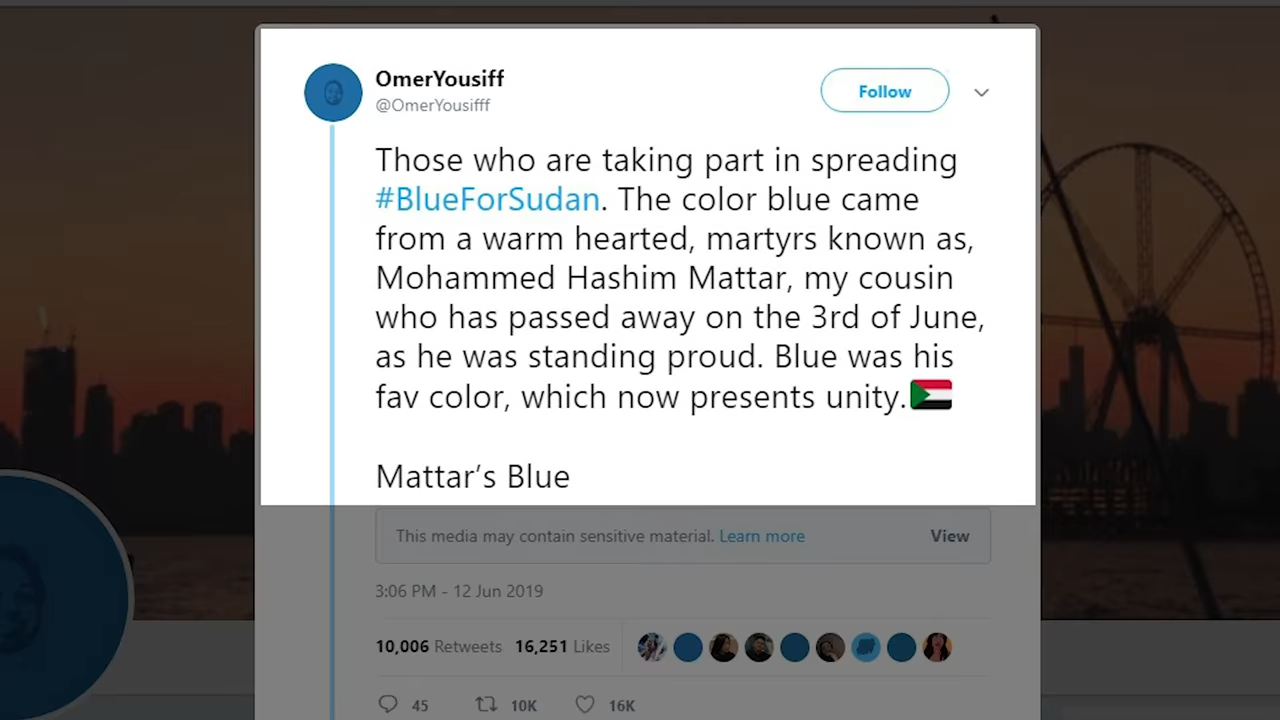 OmerYousiff
@OmerYousifff
Follow
Those who are taking part in spreading
#BlueForSudan. The color blue came
from a warm hearted, martyrs known as,
Mohammed Hashim Mattar, my cousin
who has passed away on the 3rd of June,
as he was standing proud. Blue was his
fav color, which now presents unity.🇸🇩
Mattar’s Blue
This media may contain sensitive material. Learn more View
3:06 PM - 12 Jun 2019
10,006 Retweets 16,251 Likes
45 10K 16K